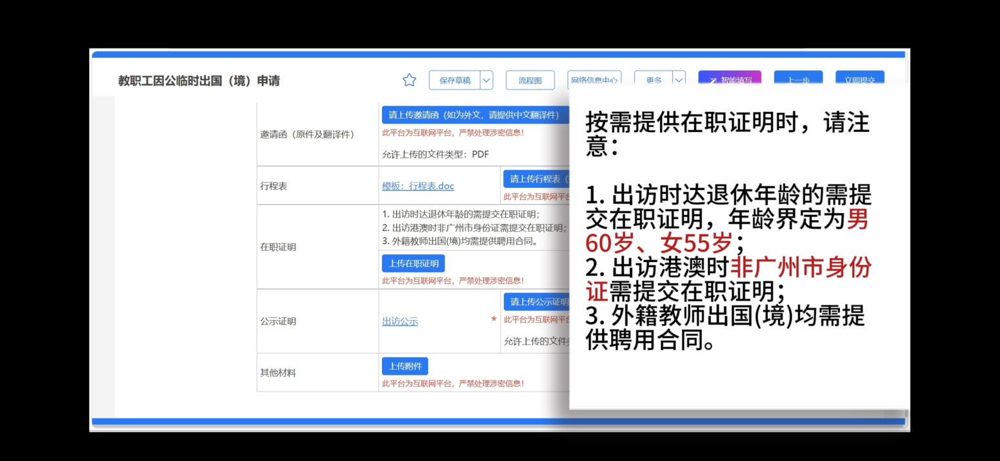 教职工因公临时出国（境）申请
保存草稿
流程图
网络信息中心
更多
智能填写
上一步
立即提交
邀请函（原件及翻译件）
请上传邀请函（如为外文，请提供中文翻译件）
此平台为互联网平台，严禁处理涉密信息！
允许上传的文件类型：PDF
行程表
模板：行程表.doc
请上传行程表（
此平台为互联网平台
在职证明
1. 出访时达退休年龄的需提交在职证明；
2. 出访港澳时非广州市身份证需提交在职证明；
3. 外籍教师出国(境)均需提供聘用合同。
上传在职证明
此平台为互联网平台，严禁处理涉密信息！
公示证明
出访公示
*
请上传公示证明
此平台为互联网平台
允许上传的文件
其他材料
上传附件
此平台为互联网平台，严禁处理涉密信息！
按需提供在职证明时，请注
意：
1. 出访时达退休年龄的需提
交在职证明，年龄界定为男
60岁、女55岁；
2. 出访港澳时非广州市身份
证需提交在职证明；
3. 外籍教师出国(境)均需提
供聘用合同。